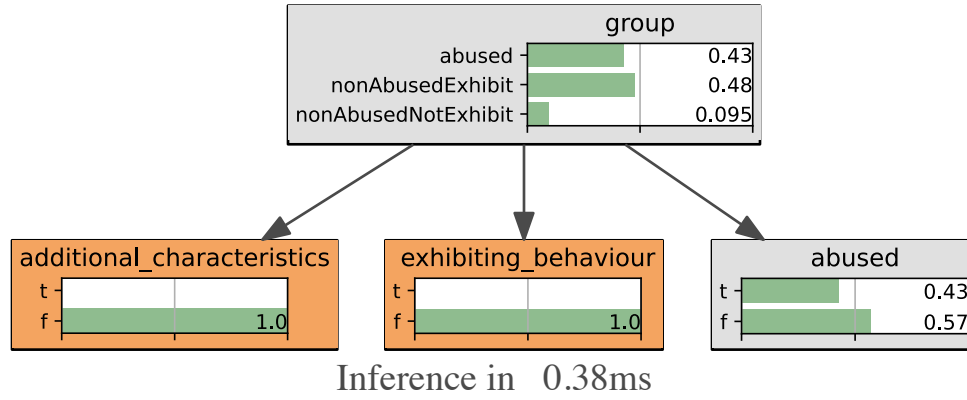 group
abused 0.43
nonAbusedExhibit 0.48
nonAbusedNotExhibit 0.095
additional_characteristics
t
f 1.0
exhibiting_behaviour
t
f 1.0
abused
t 0.43
f 0.57
Inference in 0.38ms